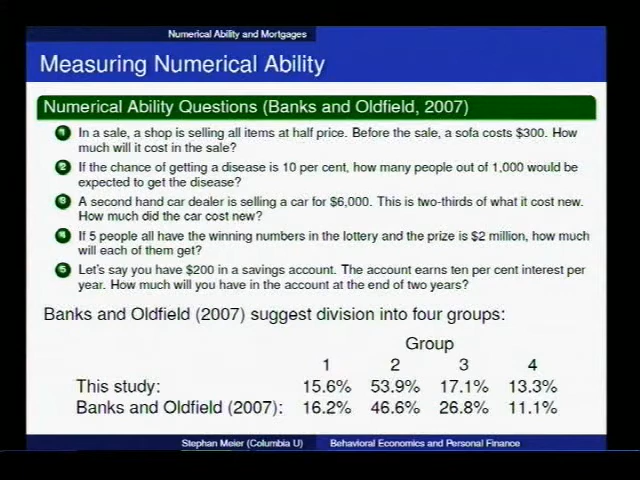 Numerical Ability and Mortgages
Measuring Numerical Ability
Numerical Ability Questions (Banks and Oldfield, 2007)
1 In a sale, a shop is selling all items at half price. Before the sale, a sofa costs $300. How
much will it cost in the sale?
2 If the chance of getting a disease is 10 per cent, how many people out of 1,000 would be
expected to get the disease?
3 A second hand car dealer is selling a car for $6,000. This is two-thirds of what it cost new.
How much did the car cost new?
4 If 5 people all have the winning numbers in the lottery and the prize is $2 million, how much
will each of them get?
5 Let's say you have $200 in a savings account. The account earns ten per cent interest per
year. How much will you have in the account at the end of two years?
Banks and Oldfield (2007) suggest division into four groups:
Group
1 2 3 4
This study: 15.6% 53.9% 17.1% 13.3%
Banks and Oldfield (2007): 16.2% 46.6% 26.8% 11.1%
Stephan Meier (Columbia U) Behavioral Economics and Personal Finance